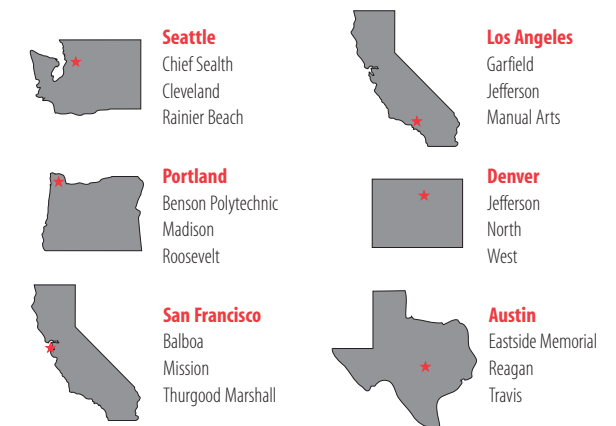 Seattle
Chief Sealth
Cleveland
Rainier Beach
Los Angeles
Garfield
Jefferson
Manual Arts
Portland
Benson Polytechnic
Madison
Roosevelt
Denver
Jefferson
North
West
San Francisco
Balboa
Mission
Thurgood Marshall
Austin
Eastside Memorial
Reagan
Travis